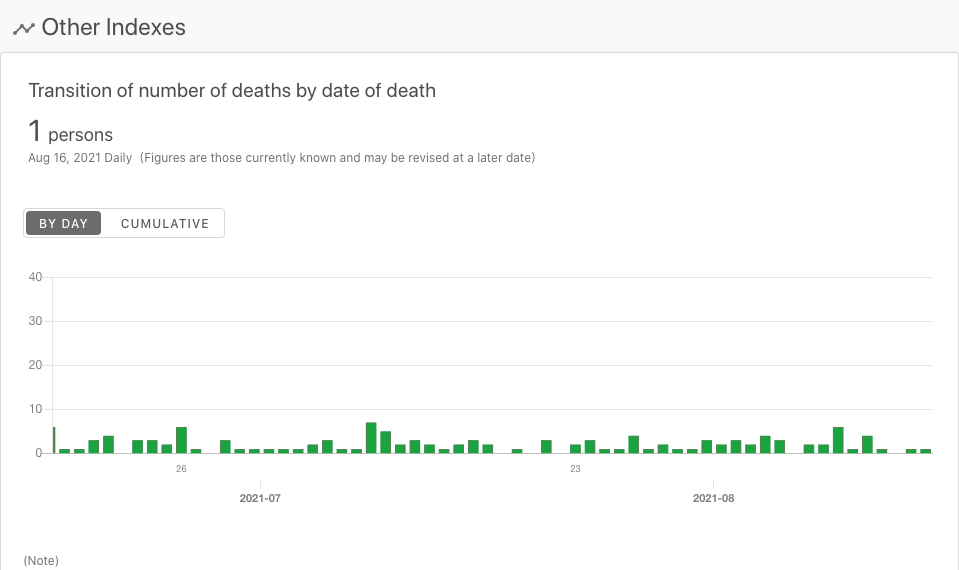 Other Indexes
Transition of number of deaths by date of death
1 persons
Aug 16, 2021 Daily (Figures are those currently known and may be revised at a later date)
BY DAY CUMULATIVE
40
30
20
10
0
26 23
2021-07 2021-08
(Note)